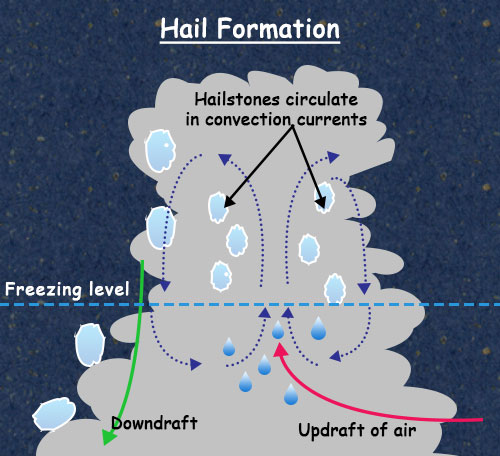 Hail Formation
Hailstones circulate
in convection currents
Freezing level
Downdraft
Updraft of air